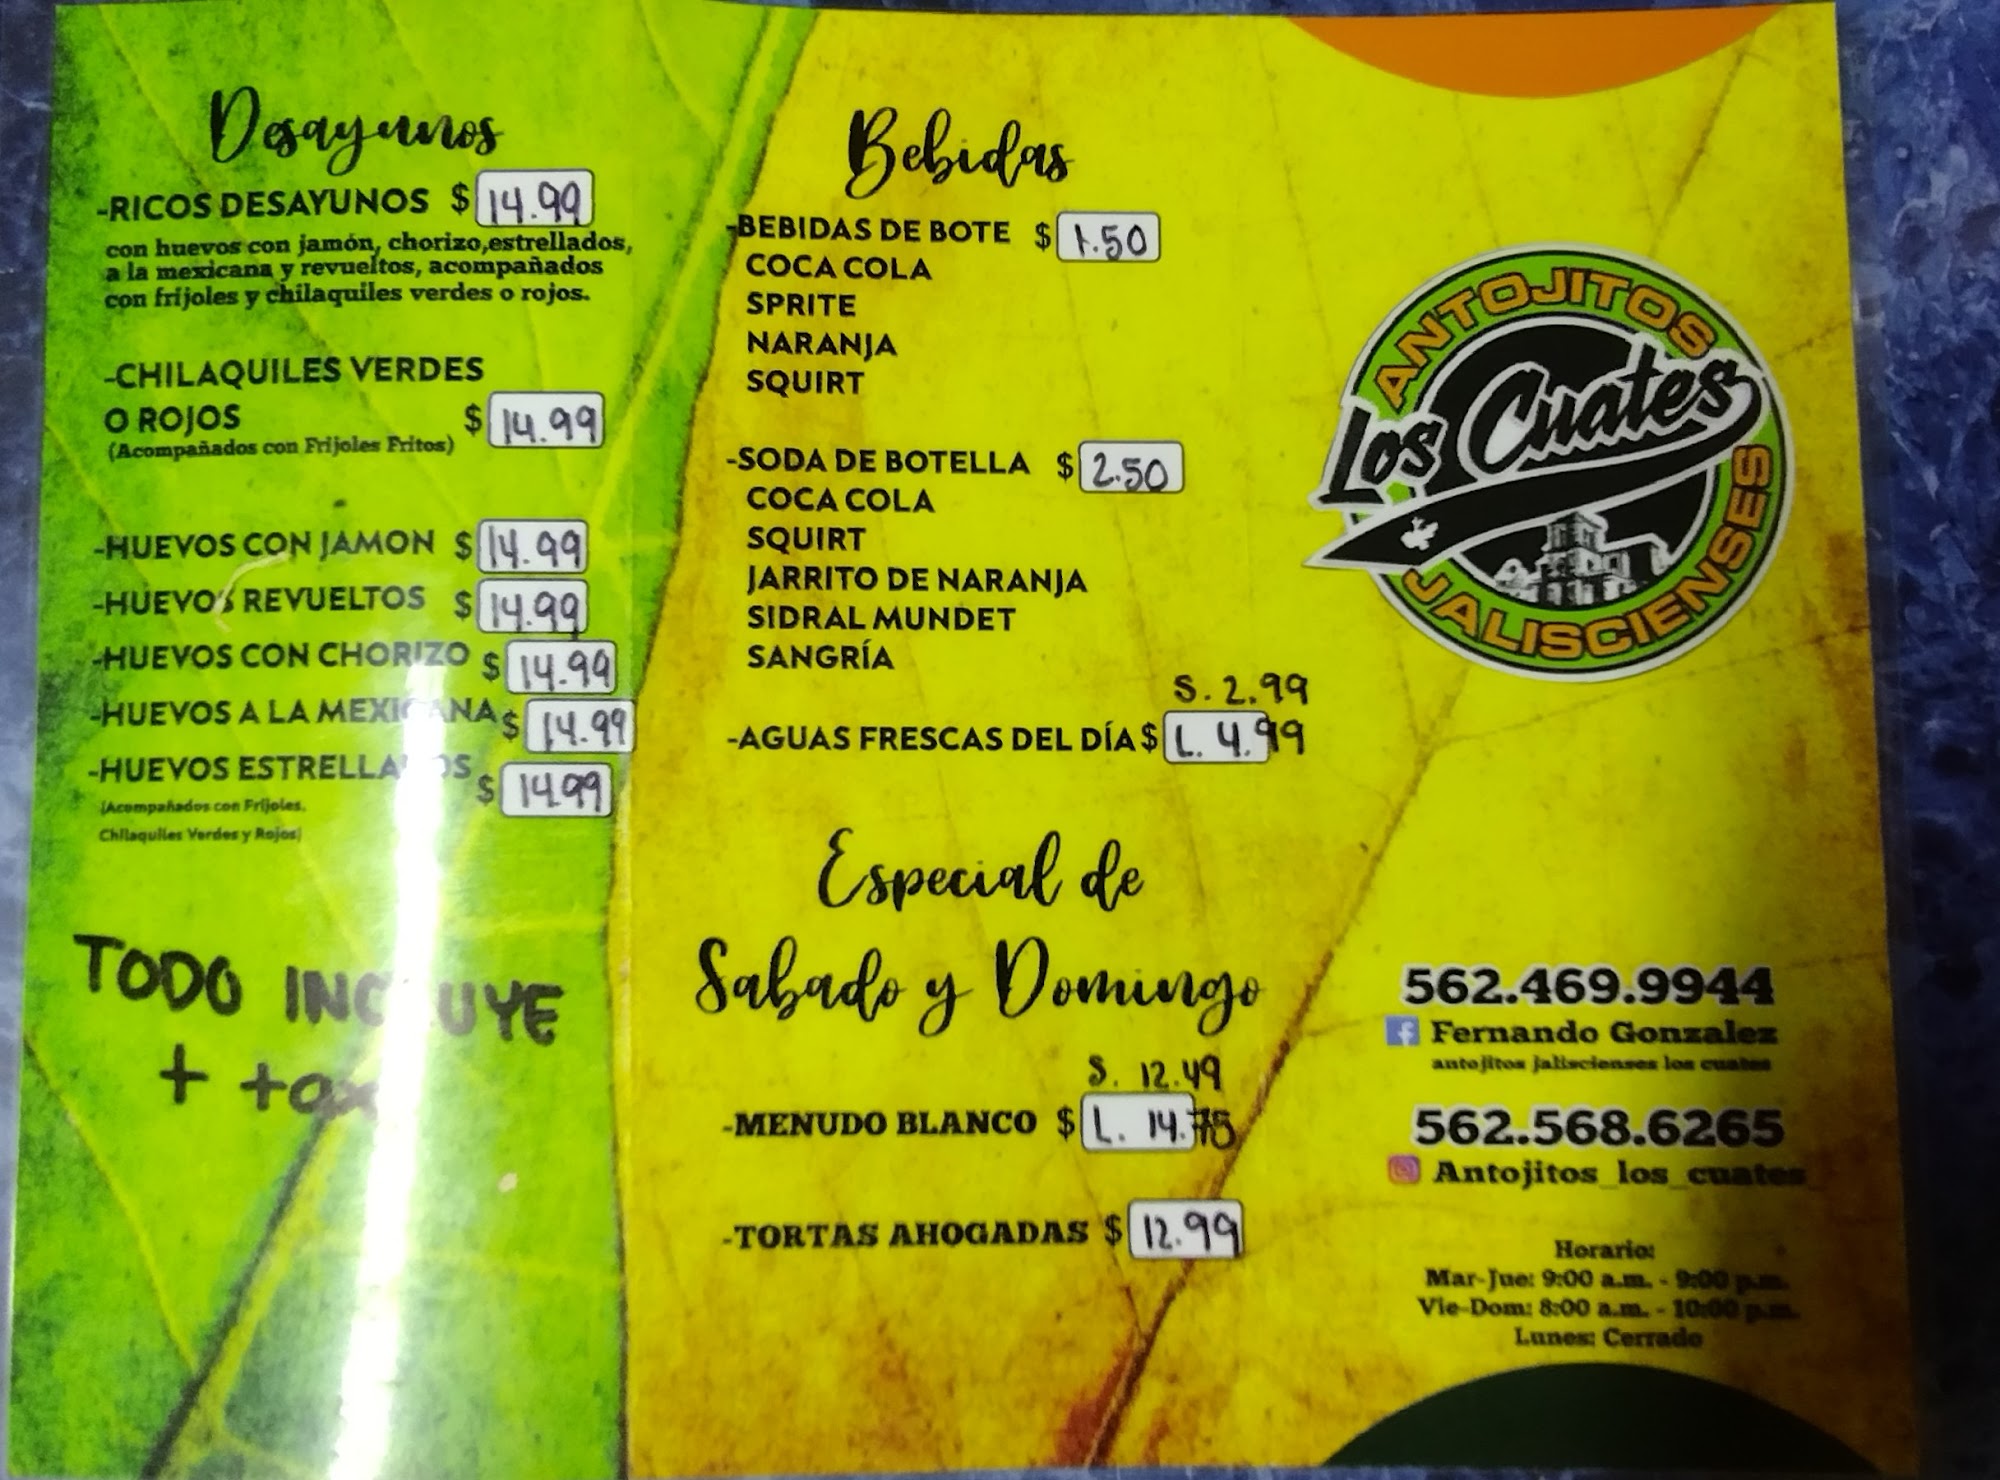 Desayunos
-RICOS DESAYUNOS $ 14.99
con huevos con jamón, chorizo,estrellados,
a la mexicana y revueltos, acompañados
con frijoles y chilaquiles verdes o rojos.
-CHILAQUILES VERDES
O ROJOS $ 14.99
(Acompañados con Frijoles Fritos)
-HUEVOS CON JAMON $ 14.99
-HUEVOS REVUELTOS $ 14.99
-HUEVOS CON CHORIZO $ 14.99
-HUEVOS A LA MEXICANA $ 14.99
-HUEVOS ESTRELLADOS $ 14.99
(Acompañados con Frijoles,
Chilaquiles Verdes y Rojos)
TODO INCLUYE
+ tax
Bebidas
-BEBIDAS DE BOTE $ 1.50
COCA COLA
SPRITE
NARANJA
SQUIRT
-SODA DE BOTELLA $ 2.50
COCA COLA
SQUIRT
JARRITO DE NARANJA
SIDRAL MUNDET
SANGRÍA
S. 2.99
-AGUAS FRESCAS DEL DÍA $ L. 4.99
Especial de
Sabado y Domingo
S. 12.49
-MENUDO BLANCO $ L. 14.75
-TORTAS AHOGADAS $ 12.99
ANTOJITOS
Los Cuates
JALISCIENSES
562.469.9944
Fernando Gonzalez
antojitos jaliscienses los cuates
562.568.6265
Antojitos_los_cuates
Horario:
Mar-Jue: 9:00 a.m. - 9:00 p.m.
Vie-Dom: 8:00 a.m. - 10:00 p.m.
Lunes: Cerrado